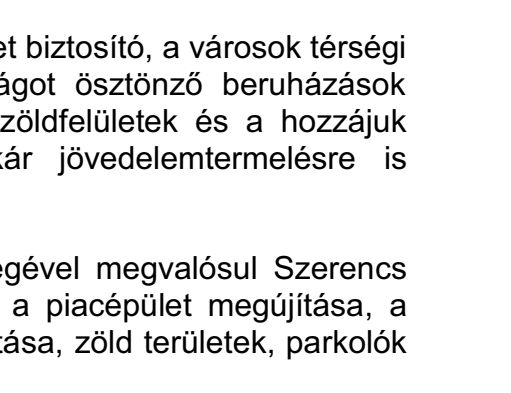 et biztosító, a városok térségi
ágot ösztönző beruházások
zöldfelületek és a hozzájuk
kár jövedelemtermelésre is
egével megvalósul Szerencs
a piacépület megújítása, a
tása, zöld területek, parkolók